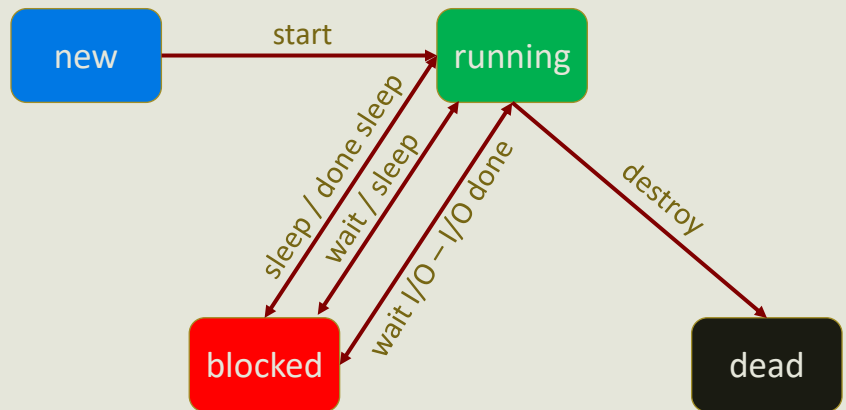 new
start
running
sleep / done sleep
wait / sleep
wait I/O – I/O done
destroy
blocked
dead